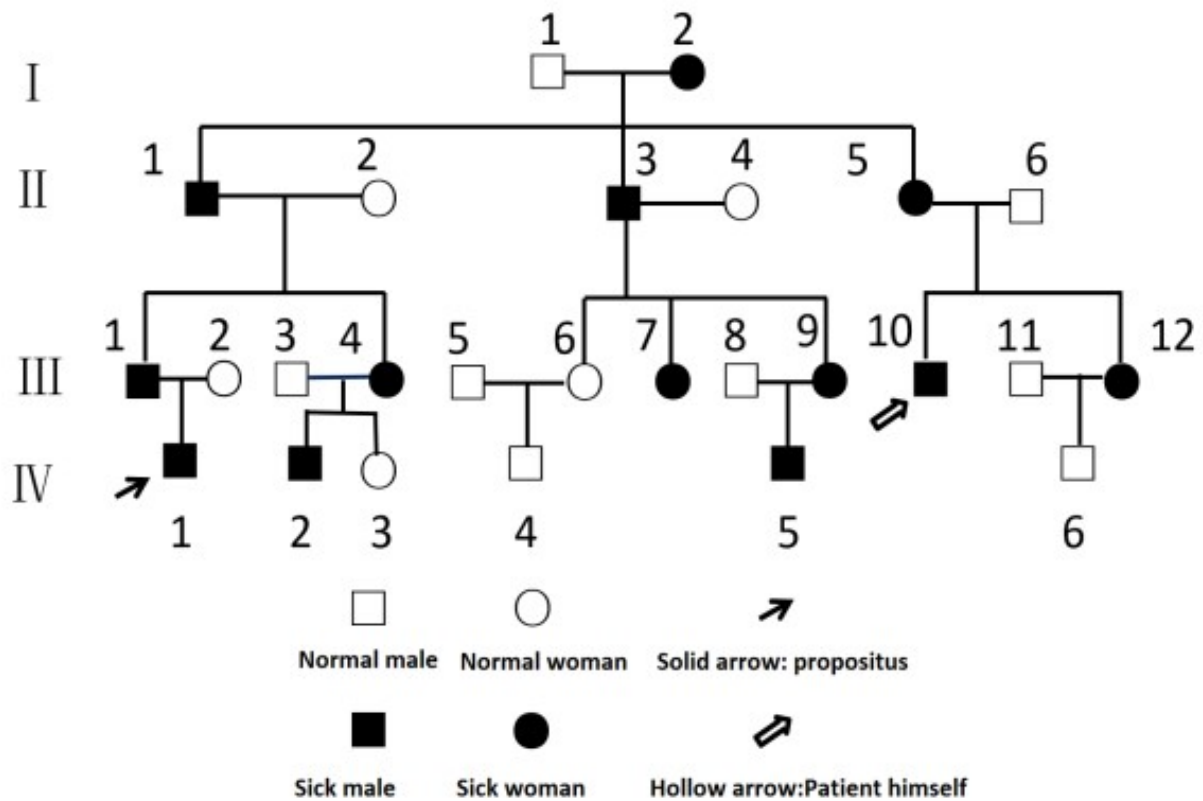 1 2
I
1 2 3 4 5 6
II
1 2 3 4 5 6 7 8 9 10 11 12
III
IV
1 2 3 4 5 6
Normal male Normal woman Solid arrow: propositus
Sick male Sick woman Hollow arrow:Patient himself